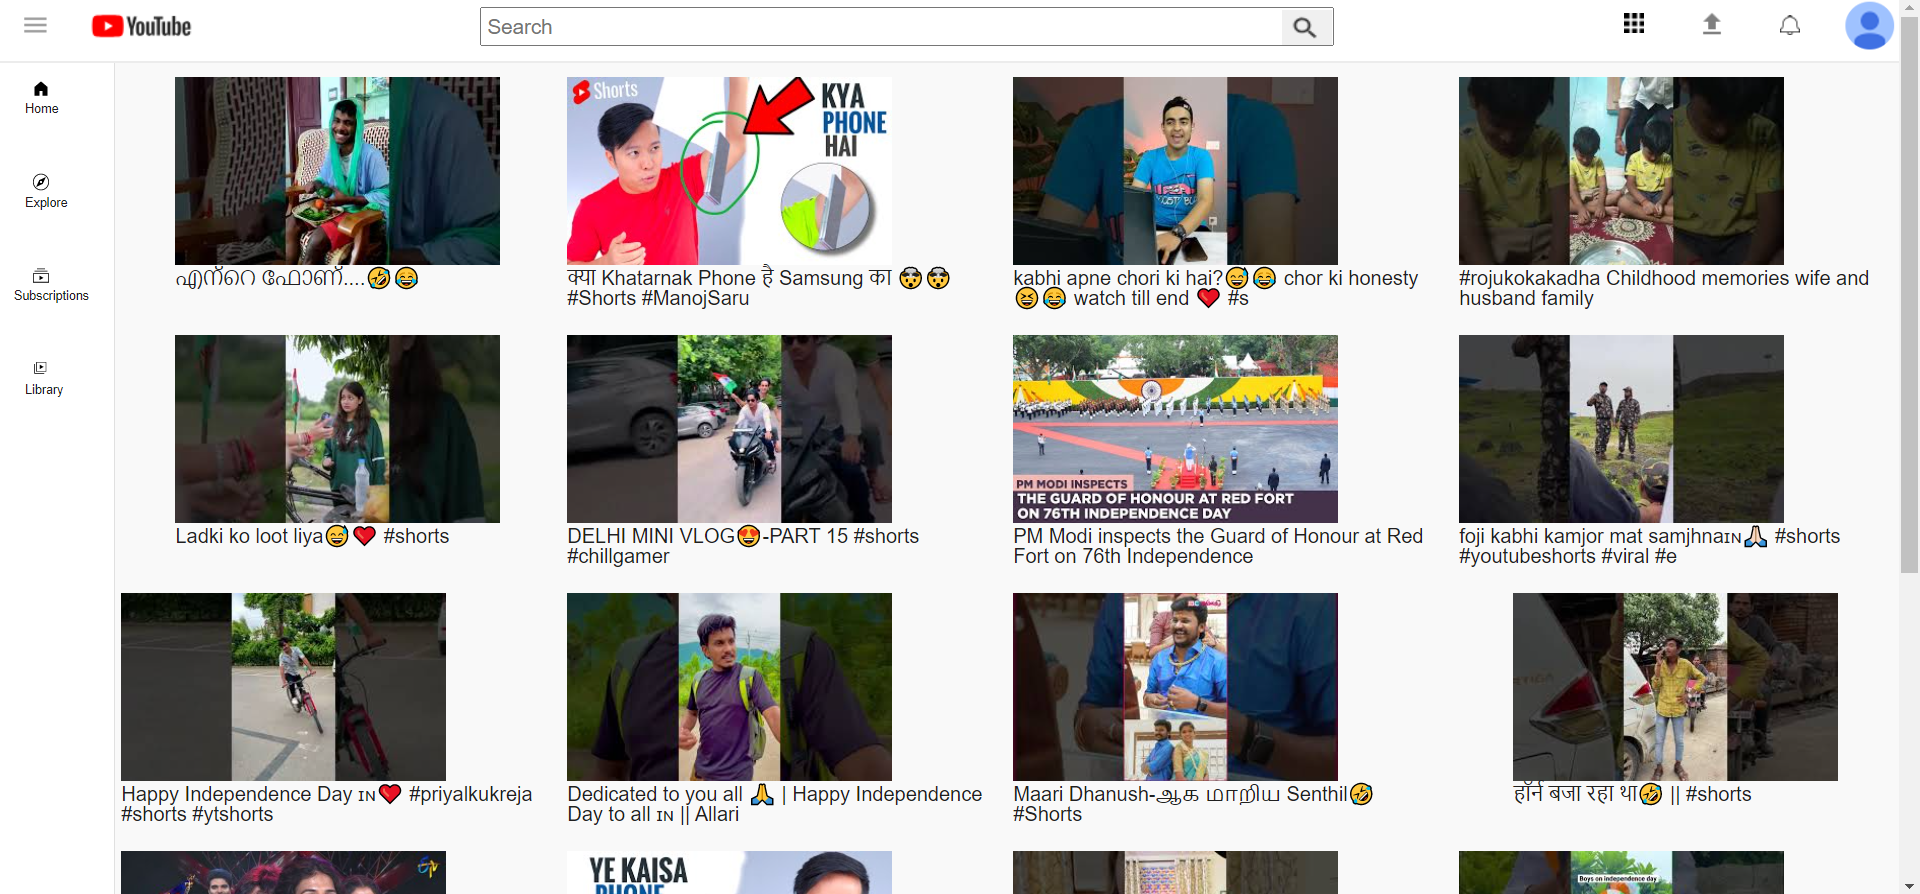 YouTube
Search
Home
Explore
Subscriptions
Library
Shorts
KYA
PHONE
HAI
എന്റെ ഫോണ്....🤣😂
क्या Khatarnak Phone है Samsung का 🤯🤯
#Shorts #ManojSaru
kabhi apne chori ki hai?😅😂 chor ki honesty
😆😂 watch till end ❤️ #s
#rojukokakadha Childhood memories wife and
husband family
PM MODI INSPECTS
THE GUARD OF HONOUR AT RED FORT
ON 76TH INDEPENDENCE DAY
Ladki ko loot liya😅❤️ #shorts
DELHI MINI VLOG😍-PART 15 #shorts
#chillgamer
PM Modi inspects the Guard of Honour at Red
Fort on 76th Independence
foji kabhi kamjor mat samjhna🇮🇳🙏🏻 #shorts
#youtubeshorts #viral #e
Happy Independence Day 🇮🇳❤️ #priyalkukreja
#shorts #ytshorts
Dedicated to you all 🙏 | Happy Independence
Day to all 🇮🇳 || Allari
Maari Dhanush-ஆக மாறிய Senthil🤣
#Shorts
हॉर्न बजा रहा था🤣 || #shorts
YE KAISA
PHONE
Boys on independence day